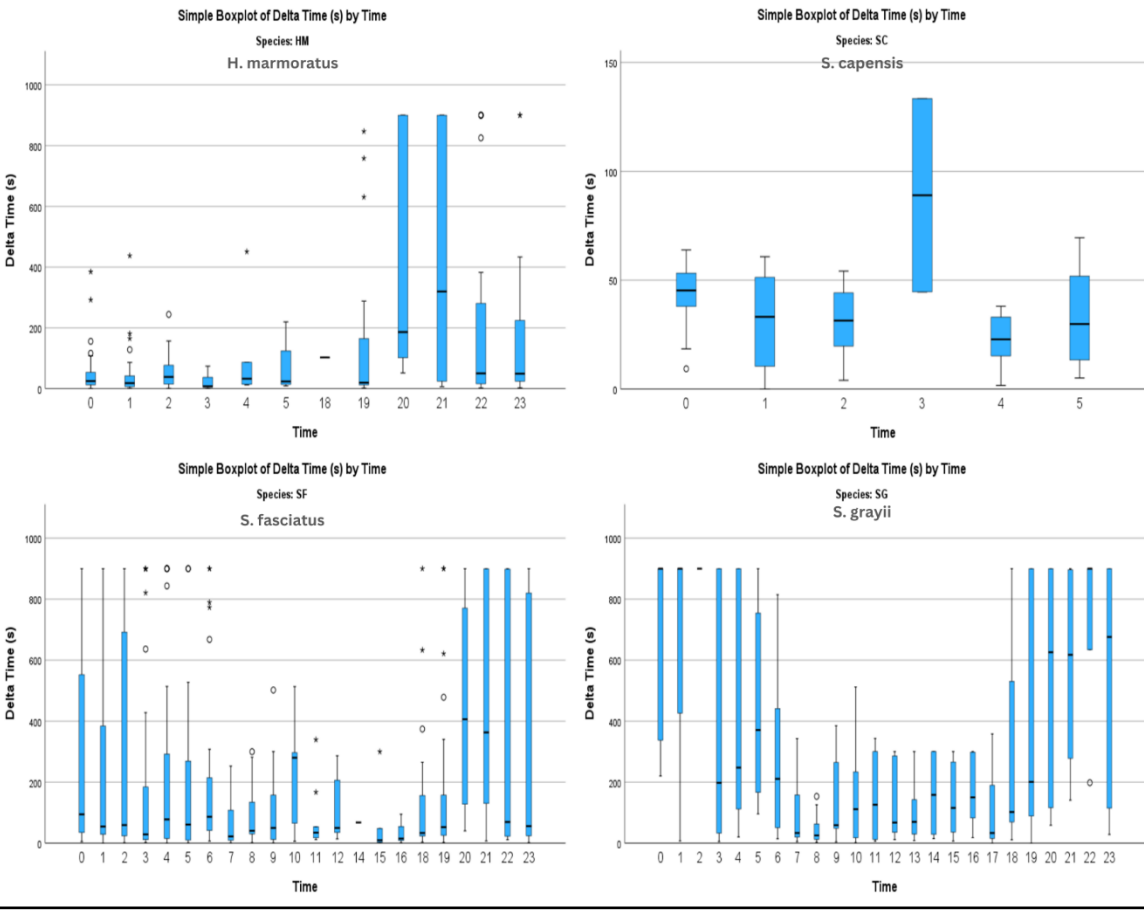 Simple Boxplot of Delta Time (s) by Time
Species: HM
H. marmoratus
1000
800
600
400
200
0
Delta Time (s)
0 1 2 3 4 5 18 19 20 21 22 23
Time
Simple Boxplot of Delta Time (s) by Time
Species: SC
S. capensis
150
100
50
0
Delta Time (s)
0 1 2 3 4 5
Time
Simple Boxplot of Delta Time (s) by Time
Species: SF
S. fasciatus
1000
800
600
400
200
0
Delta Time (s)
0 1 2 3 4 5 6 7 8 9 10 11 12 14 15 16 18 19 20 21 22 23
Time
Simple Boxplot of Delta Time (s) by Time
Species: SG
S. grayii
1000
800
600
400
200
0
Delta Time (s)
0 1 2 3 4 5 6 7 8 9 10 11 12 13 14 15 16 17 18 19 20 21 22 23
Time